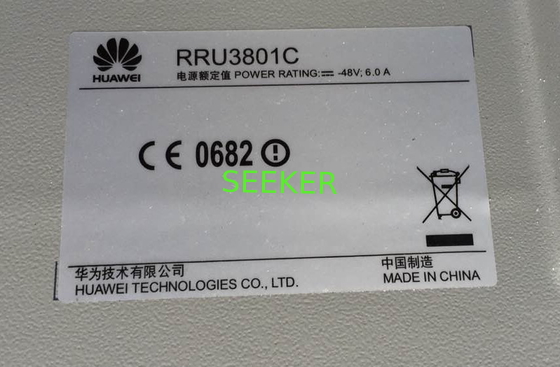 HUAWEI
RRU3801C
电源额定值 POWER RATING: ⎓ -48V; 6.0 A
CE 0682
SEEKER
华为技术有限公司
HUAWEI TECHNOLOGIES CO., LTD.
中国制造
MADE IN CHINA